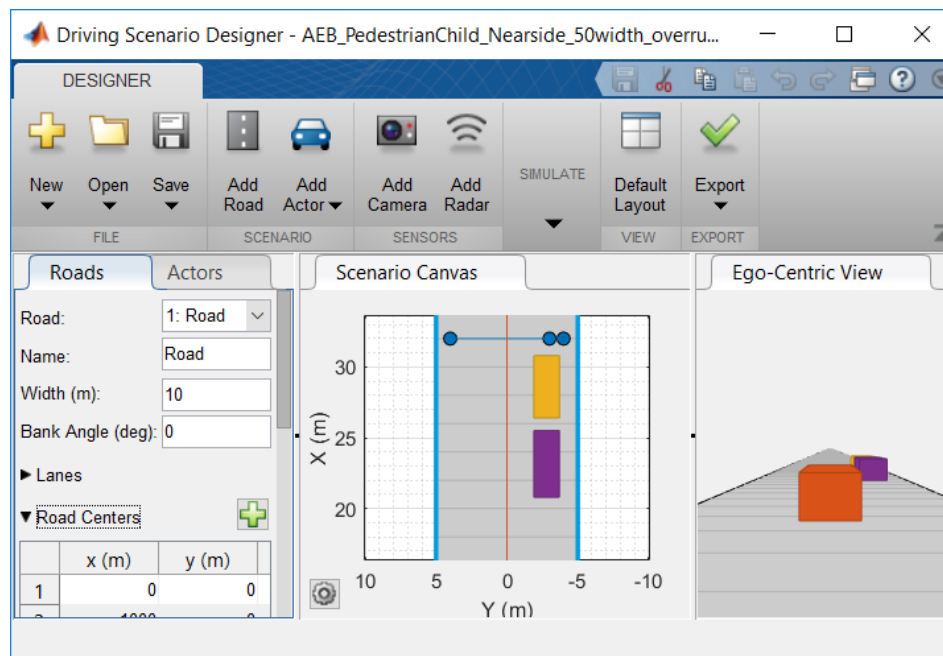 Driving Scenario Designer - AEB_PedestrianChild_Nearside_50width_overru...
DESIGNER
New
Open
Save
Add Road
Add Actor
Add Camera
Add Radar
SIMULATE
Default Layout
Export
FILE
SCENARIO
SENSORS
VIEW
EXPORT
Roads
Actors
Road:
1: Road
Name:
Road
Width (m):
10
Bank Angle (deg):
0
Lanes
Road Centers
x (m)
y (m)
1
0
0
Scenario Canvas
30
25
20
X (m)
10
5
0
-5
-10
Y (m)
Ego-Centric View